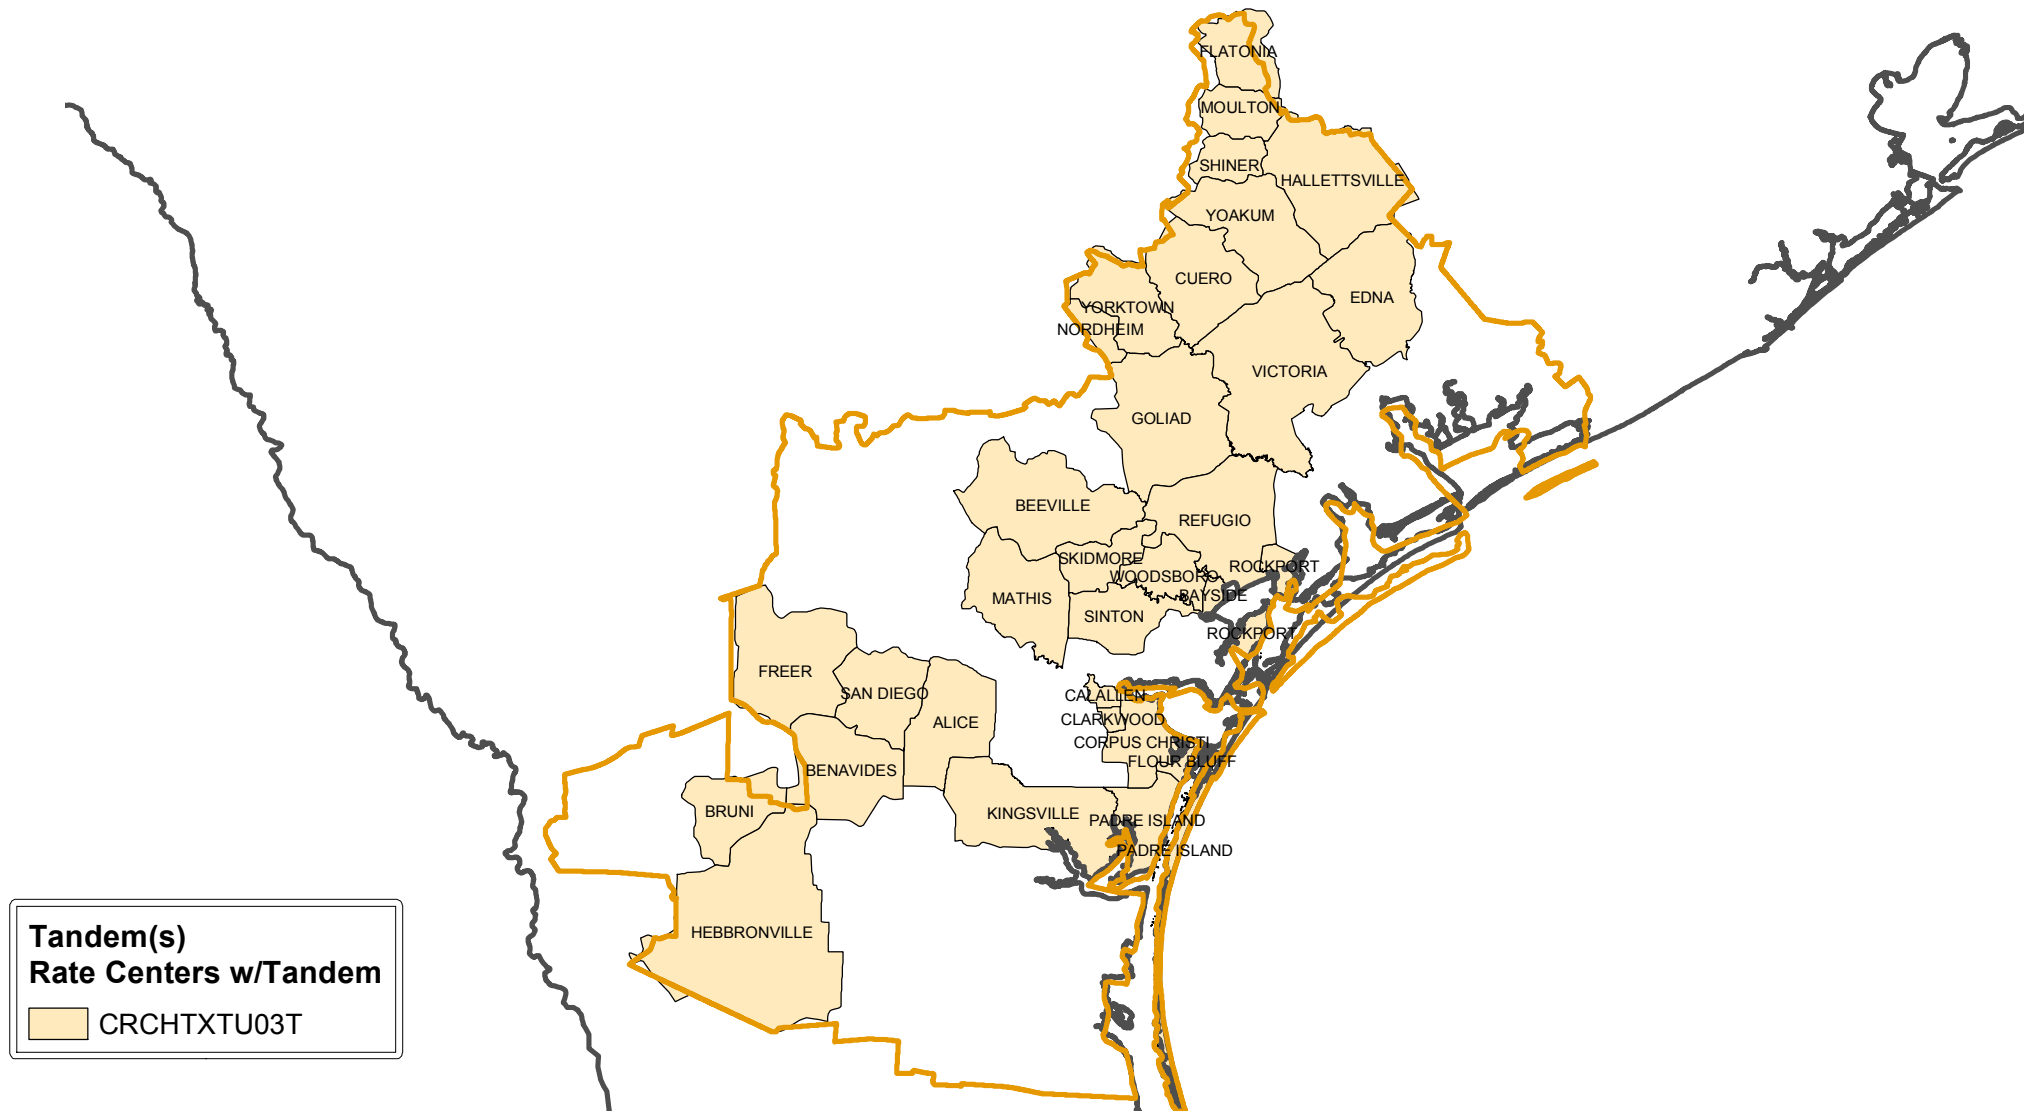 FLATONIA
MOULTON
SHINER
HALLETTSVILLE
YOAKUM
CUERO
EDNA
YORKTOWN
NORDHEIM
VICTORIA
GOLIAD
BEEVILLE
REFUGIO
SKIDMORE
ROCKPORT
WOODSBORO
BAYSIDE
MATHIS
SINTON
ROCKPORT
FREER
SAN DIEGO
CALALLEN
ALICE
CLARKWOOD
CORPUS CHRISTI
FLOUR BLUFF
BENAVIDES
BRUNI
KINGSVILLE
PADRE ISLAND
PADRE ISLAND
HEBBRONVILLE
Tandem(s)
Rate Centers w/Tandem
CRCHTXTU03T